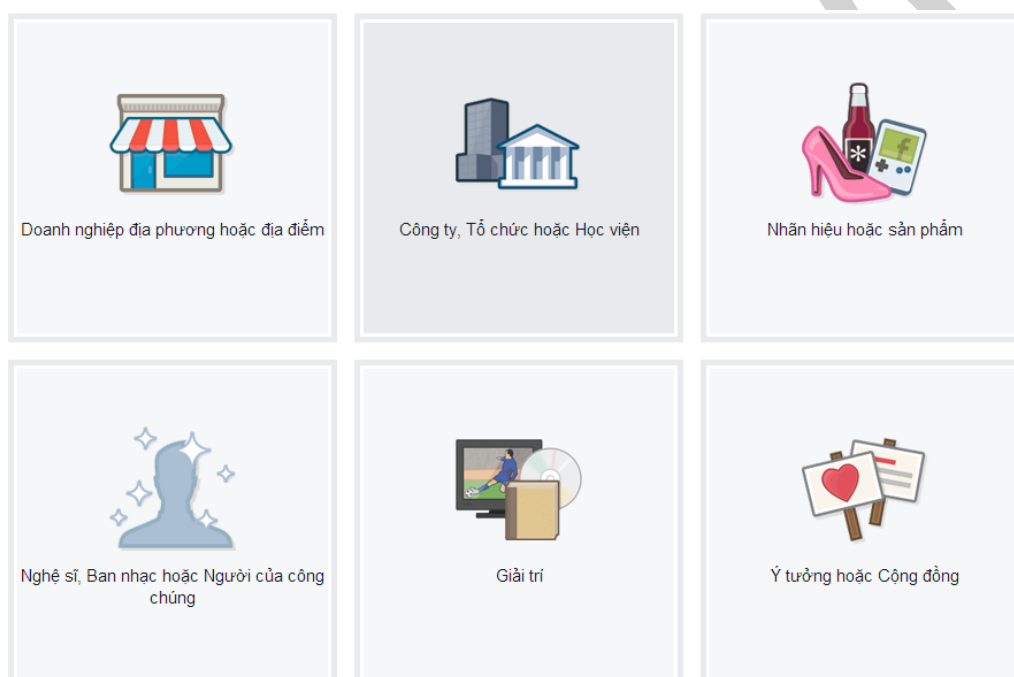 Doanh nghiệp địa phương hoặc địa điểm
Công ty, Tổ chức hoặc Học viện
Nhãn hiệu hoặc sản phẩm
Nghệ sĩ, Ban nhạc hoặc Người của công
chúng
Giải trí
Ý tưởng hoặc Cộng đồng